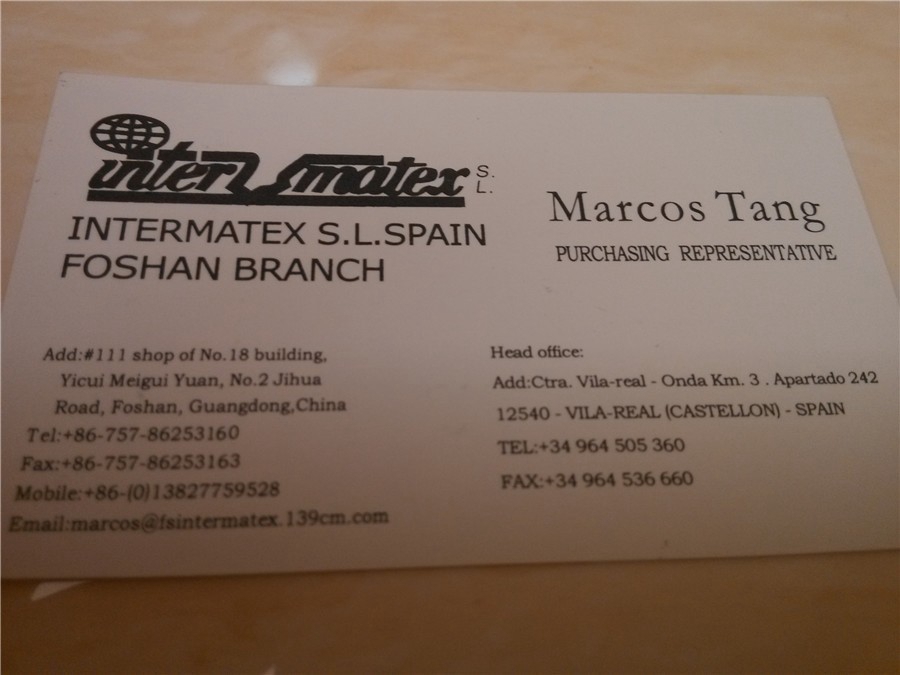 inter matex S.
L.
INTERMATEX S.L.SPAIN
FOSHAN BRANCH
Marcos Tang
PURCHASING REPRESENTATIVE
Add:#111 shop of No.18 building,
Yicui Meigui Yuan, No.2 Jihua
Road, Foshan, Guangdong,China
Tel:+86-757-86253160
Fax:+86-757-86253163
Mobile:+86-(0)13827759528
Email:marcos@fsintermatex.139cm.com
Head office:
Add:Ctra. Vila-real - Onda Km. 3 . Apartado 242
12540 - VILA-REAL (CASTELLON) - SPAIN
TEL:+34 964 505 360
FAX:+34 964 536 660